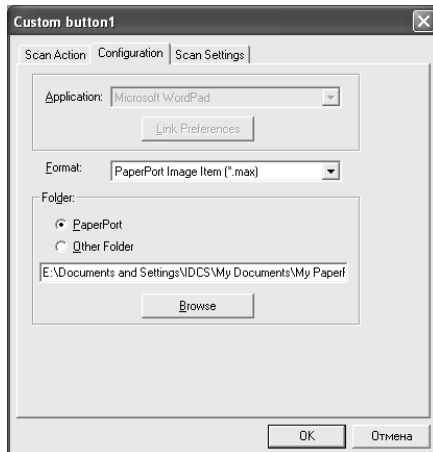 Custom button1
Scan Action Configuration Scan Settings
Application: Microsoft WordPad
Link Preferences
Format: PaperPort Image Item (*.max)
Folder:
PaperPort
Other Folder
E:\Documents and Settings\IDCS\My Documents\My PaperF
Browse
OK Отмена